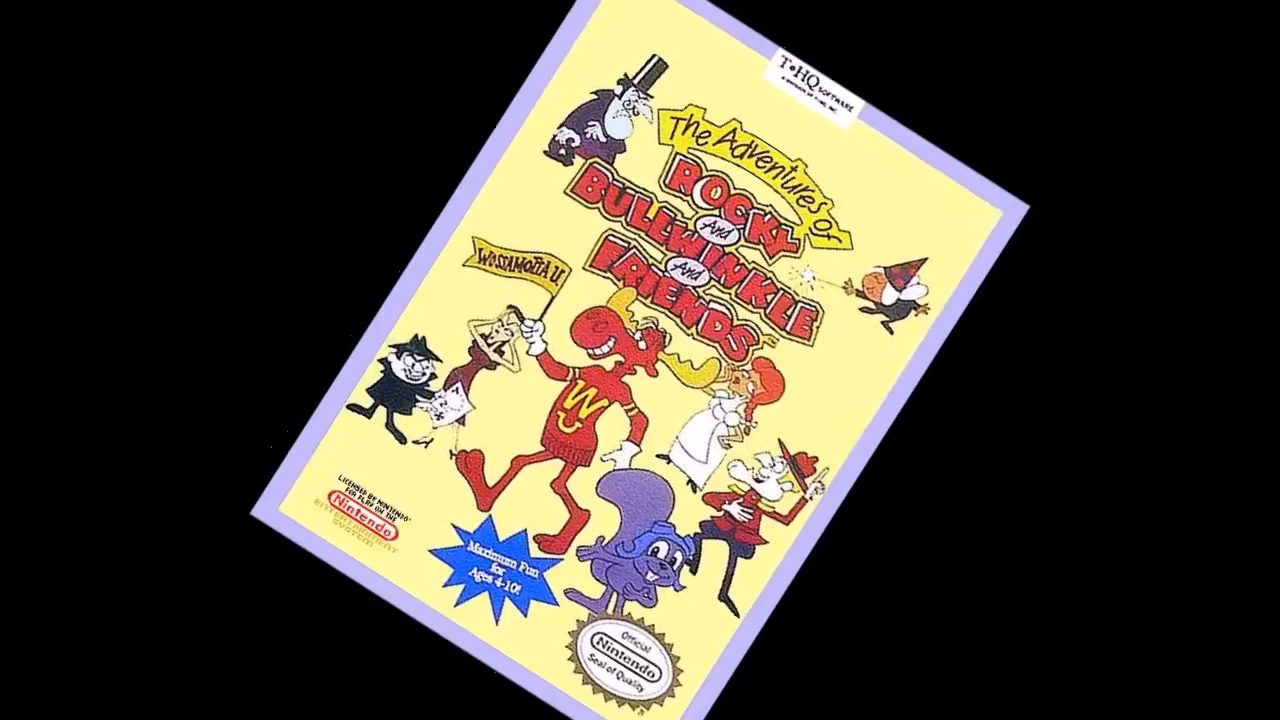 T•HQ SOFTWARE
The Adventures of
ROCKY
And
BULLWINKLE
And
FRIENDS
TM
WOSSAMOTTA U
W
LICENSED BY NINTENDO®
FOR PLAY ON THE
Nintendo
ENTERTAINMENT
SYSTEM
Maximum Fun
for
Ages 4-10!
Official
Nintendo
Seal of Quality